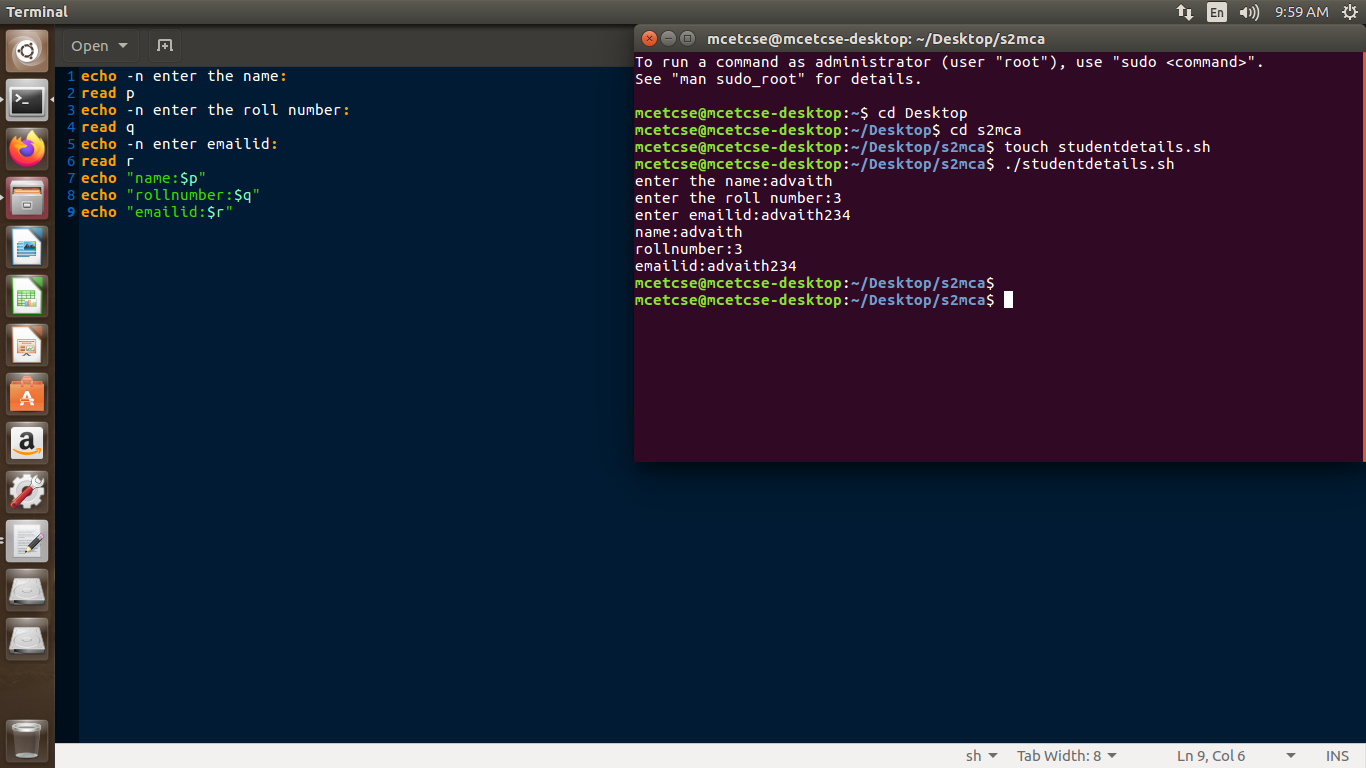 Terminal
En
9:59 AM
Open
1 echo -n enter the name:
2 read p
3 echo -n enter the roll number:
4 read q
5 echo -n enter emailid:
6 read r
7 echo "name:$p"
8 echo "rollnumber:$q"
9 echo "emailid:$r"
mcetcse@mcetcse-desktop: ~/Desktop/s2mca
To run a command as administrator (user "root"), use "sudo <command>".
See "man sudo_root" for details.
mcetcse@mcetcse-desktop:~$ cd Desktop
mcetcse@mcetcse-desktop:~/Desktop$ cd s2mca
mcetcse@mcetcse-desktop:~/Desktop/s2mca$ touch studentdetails.sh
mcetcse@mcetcse-desktop:~/Desktop/s2mca$ ./studentdetails.sh
enter the name:advaith
enter the roll number:3
enter emailid:advaith234
name:advaith
rollnumber:3
emailid:advaith234
mcetcse@mcetcse-desktop:~/Desktop/s2mca$
mcetcse@mcetcse-desktop:~/Desktop/s2mca$
sh
Tab Width: 8
Ln 9, Col 6
INS